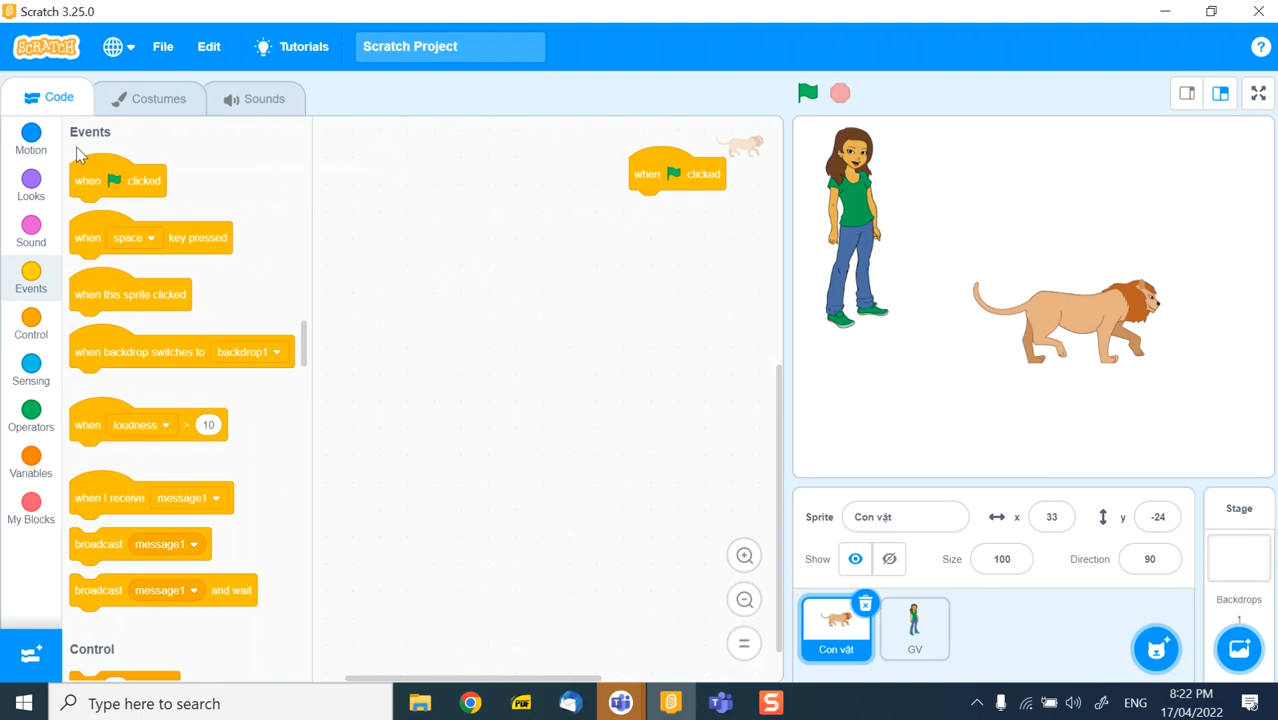 Scratch 3.25.0
SCRATCH
File
Edit
Tutorials
Scratch Project
?
Code
Costumes
Sounds
Motion
Looks
Sound
Events
Control
Sensing
Operators
Variables
My Blocks
Events
when clicked
when space key pressed
when this sprite clicked
when backdrop switches to backdrop1
when loudness > 10
when I receive message1
broadcast message1
broadcast message1 and wait
Control
when clicked
Sprite Con vật x 33 y -24
Show Size 100 Direction 90
Con vật
GV
Stage
Backdrops
1
Type here to search
PDF
ENG
8:22 PM
17/04/2022